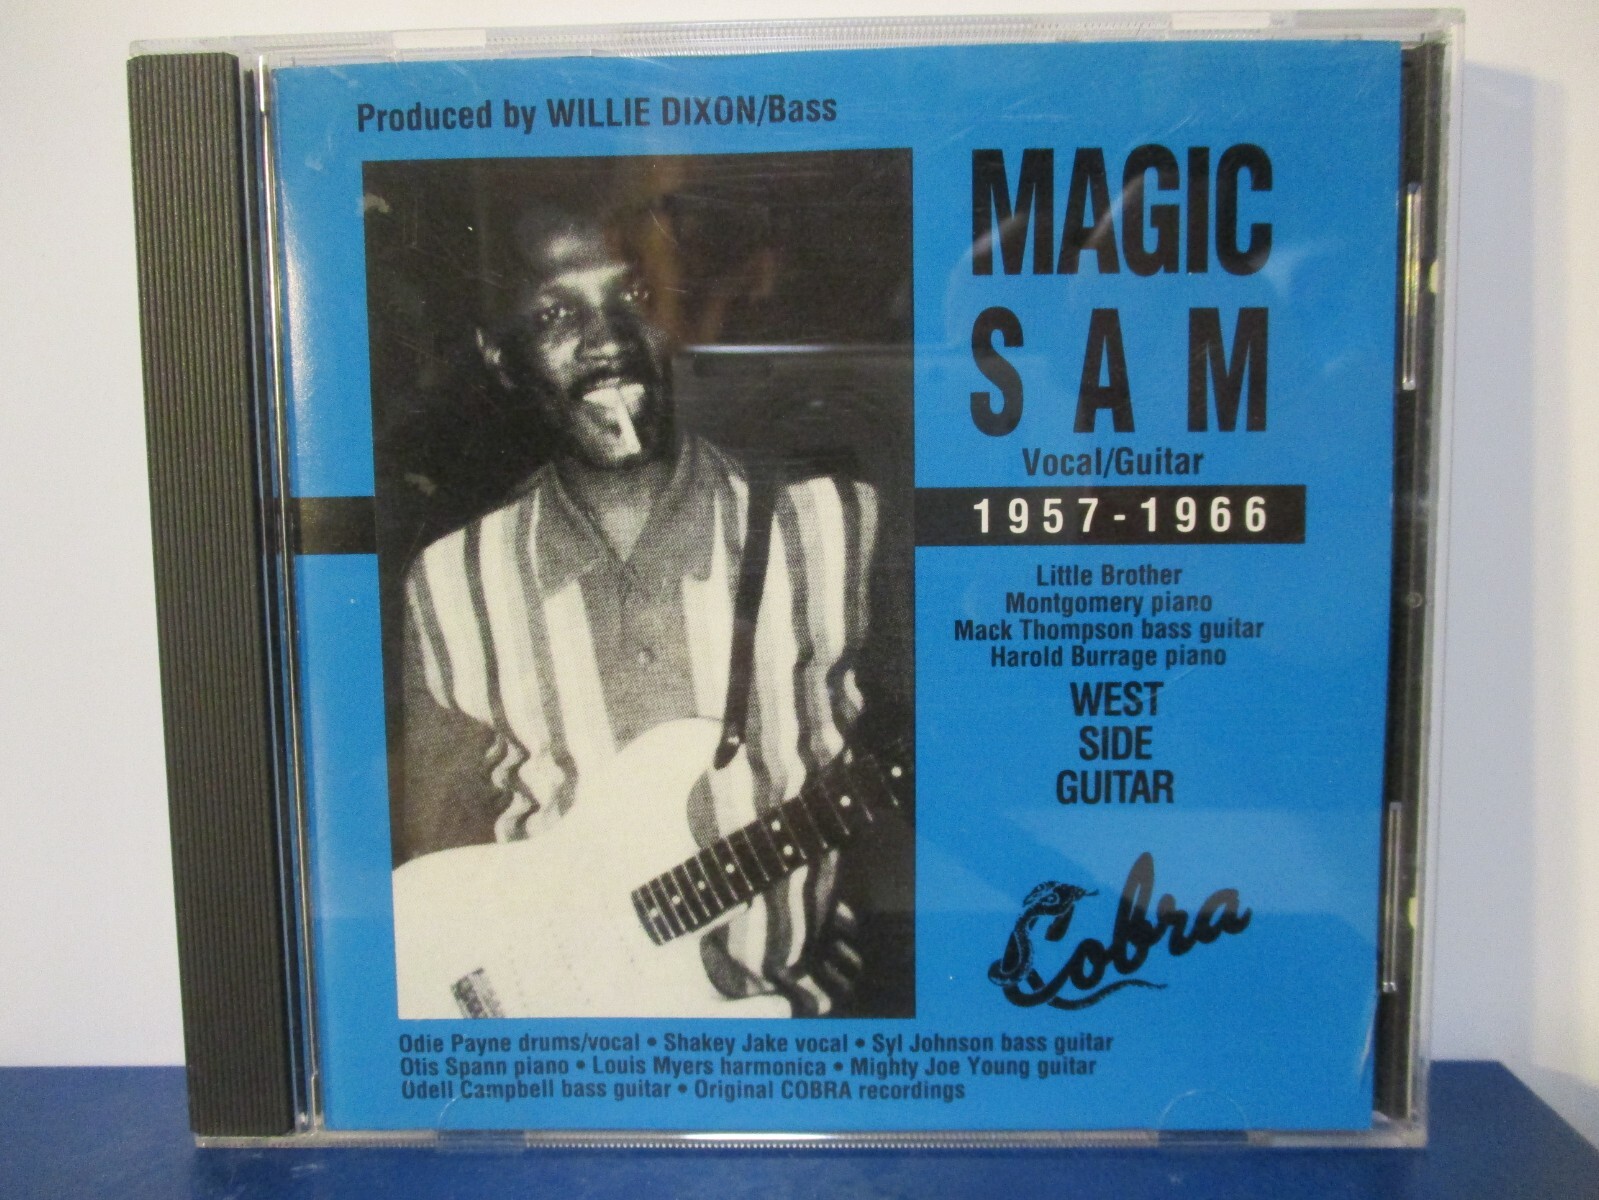 Produced by WILLIE DIXON/Bass
MAGIC
SAM
Vocal/Guitar
1957-1966
Little Brother
Montgomery piano
Mack Thompson bass guitar
Harold Burrage piano
WEST
SIDE
GUITAR
Cobra
Odie Payne drums/vocal • Shakey Jake vocal • Syl Johnson bass guitar
Otis Spann piano • Louis Myers harmonica • Mighty Joe Young guitar
Odell Campbell bass guitar • Original COBRA recordings